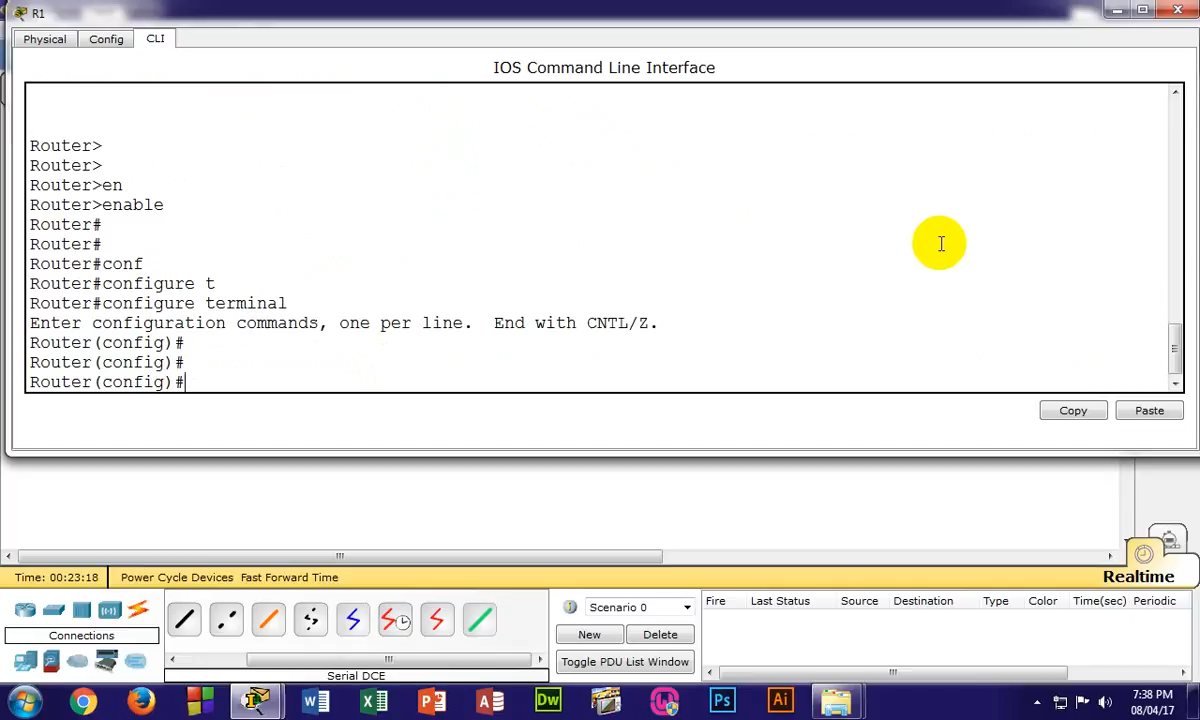 R1
Physical Config CLI
IOS Command Line Interface
Router>
Router>
Router>en
Router>enable
Router#
Router#
Router#conf
Router#configure t
Router#configure terminal
Enter configuration commands, one per line.  End with CNTL/Z.
Router(config)#
Router(config)#
Router(config)#
Copy Paste
Time: 00:23:18 Power Cycle Devices Fast Forward Time
Realtime
Connections
Serial DCE
Scenario 0
New Delete
Toggle PDU List Window
Fire Last Status Source Destination Type Color Time(sec) Periodic
Dw Ps Ai
7:38 PM
08/04/17